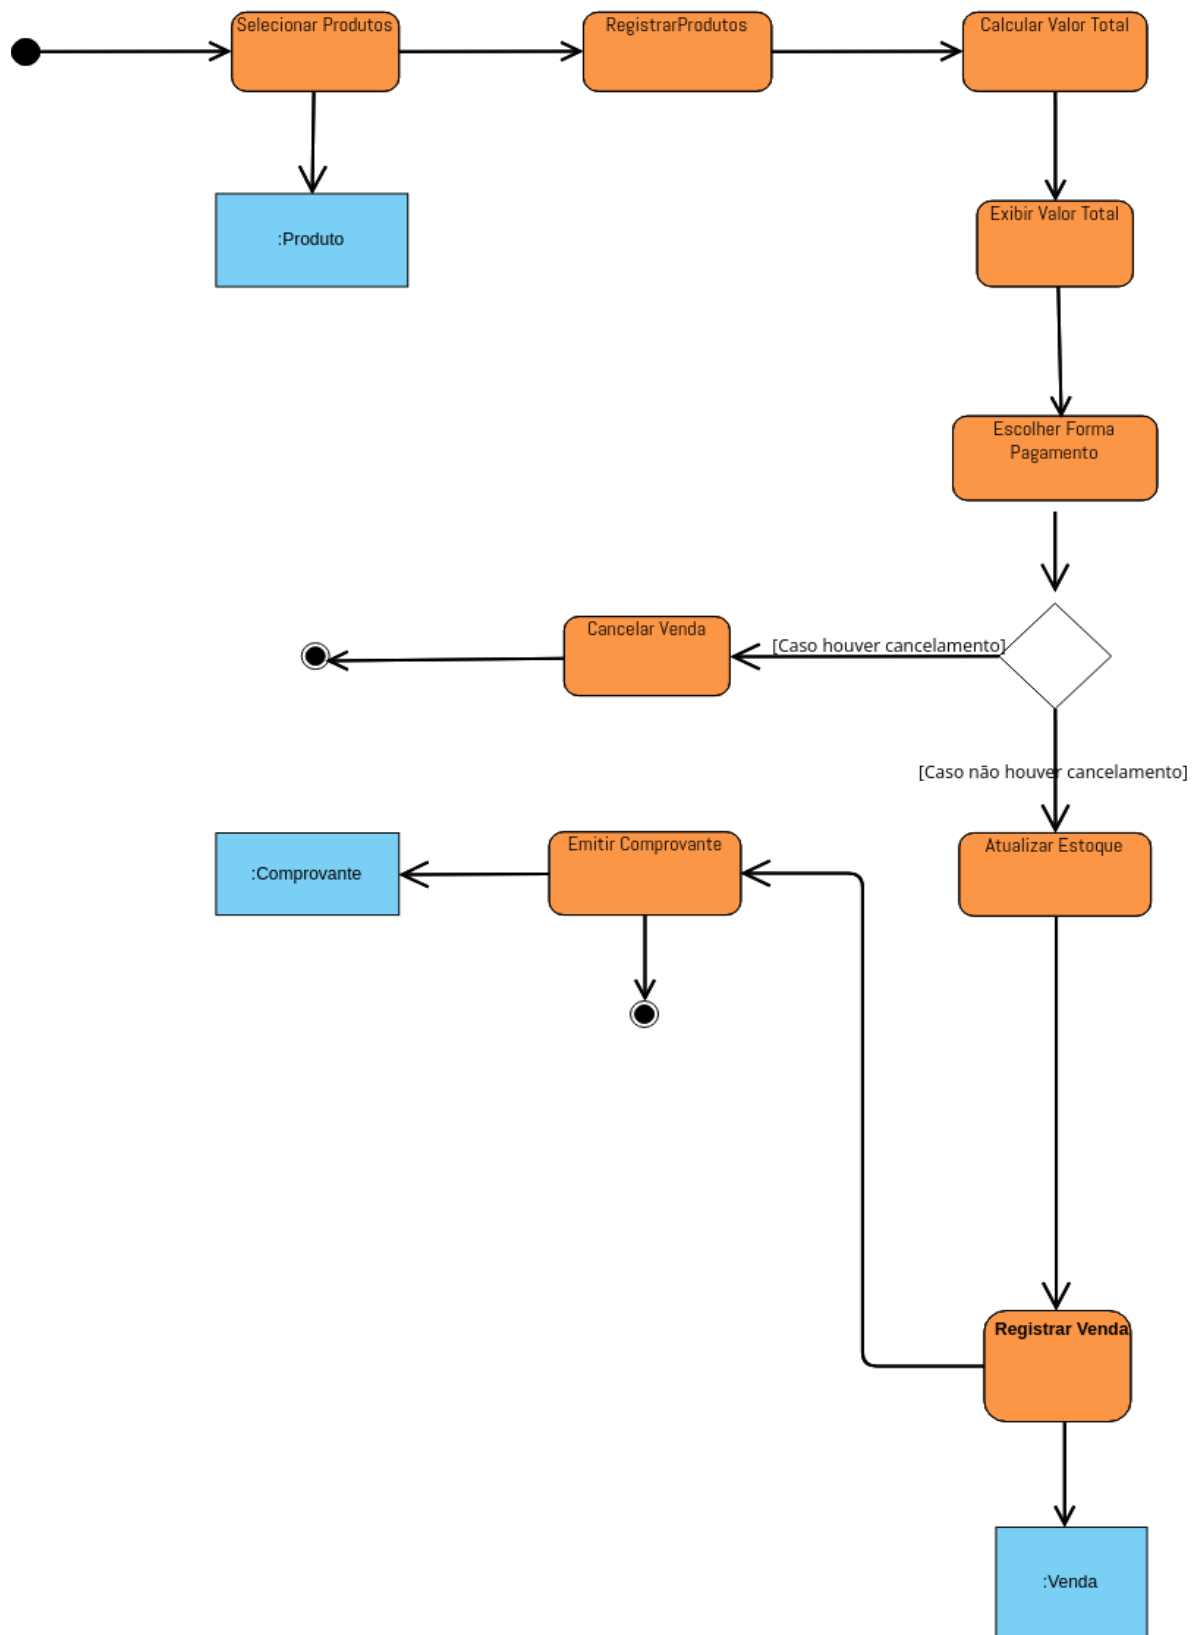 Selecionar Produtos
RegistrarProdutos
Calcular Valor Total
:Produto
Exibir Valor Total
Escolher Forma
Pagamento
Cancelar Venda
[Caso houver cancelamento]
[Caso não houver cancelamento]
:Comprovante
Emitir Comprovante
Atualizar Estoque
Registrar Venda
:Venda